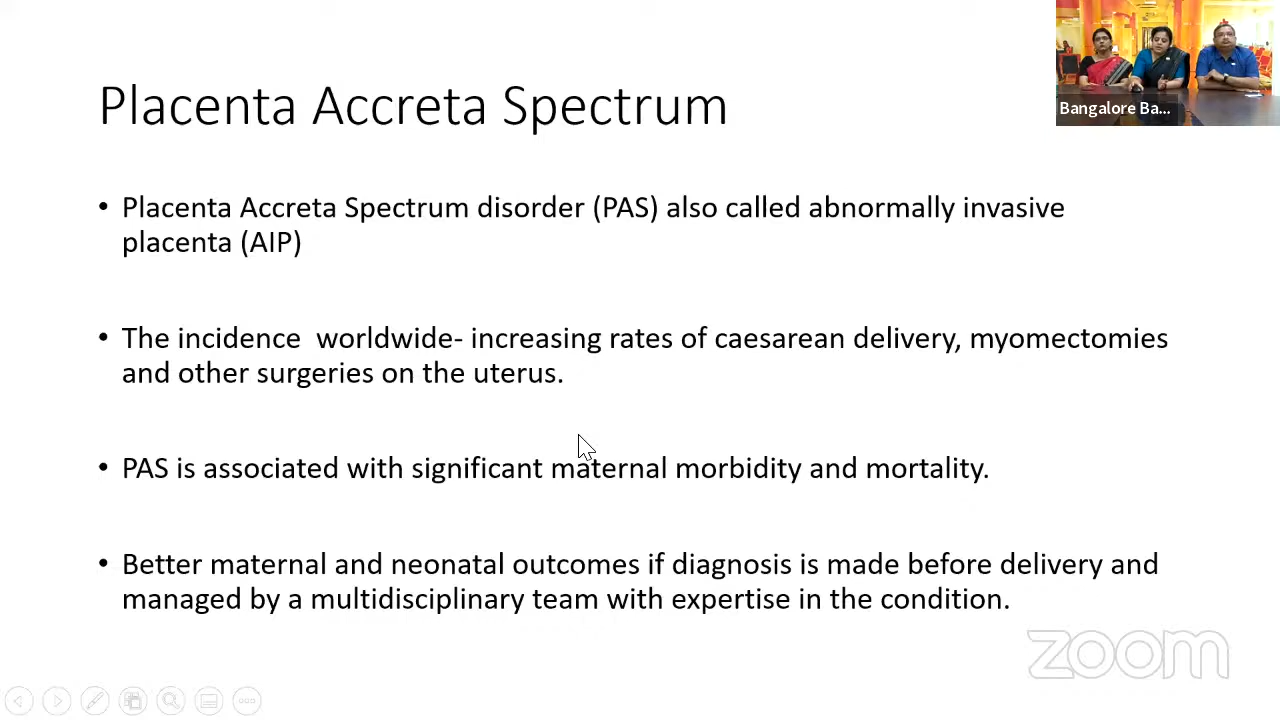 Placenta Accreta Spectrum
Bangalore Ba...
• Placenta Accreta Spectrum disorder (PAS) also called abnormally invasive
placenta (AIP)
• The incidence  worldwide- increasing rates of caesarean delivery, myomectomies
and other surgeries on the uterus.
• PAS is associated with significant maternal morbidity and mortality.
• Better maternal and neonatal outcomes if diagnosis is made before delivery and
managed by a multidisciplinary team with expertise in the condition.
zoom